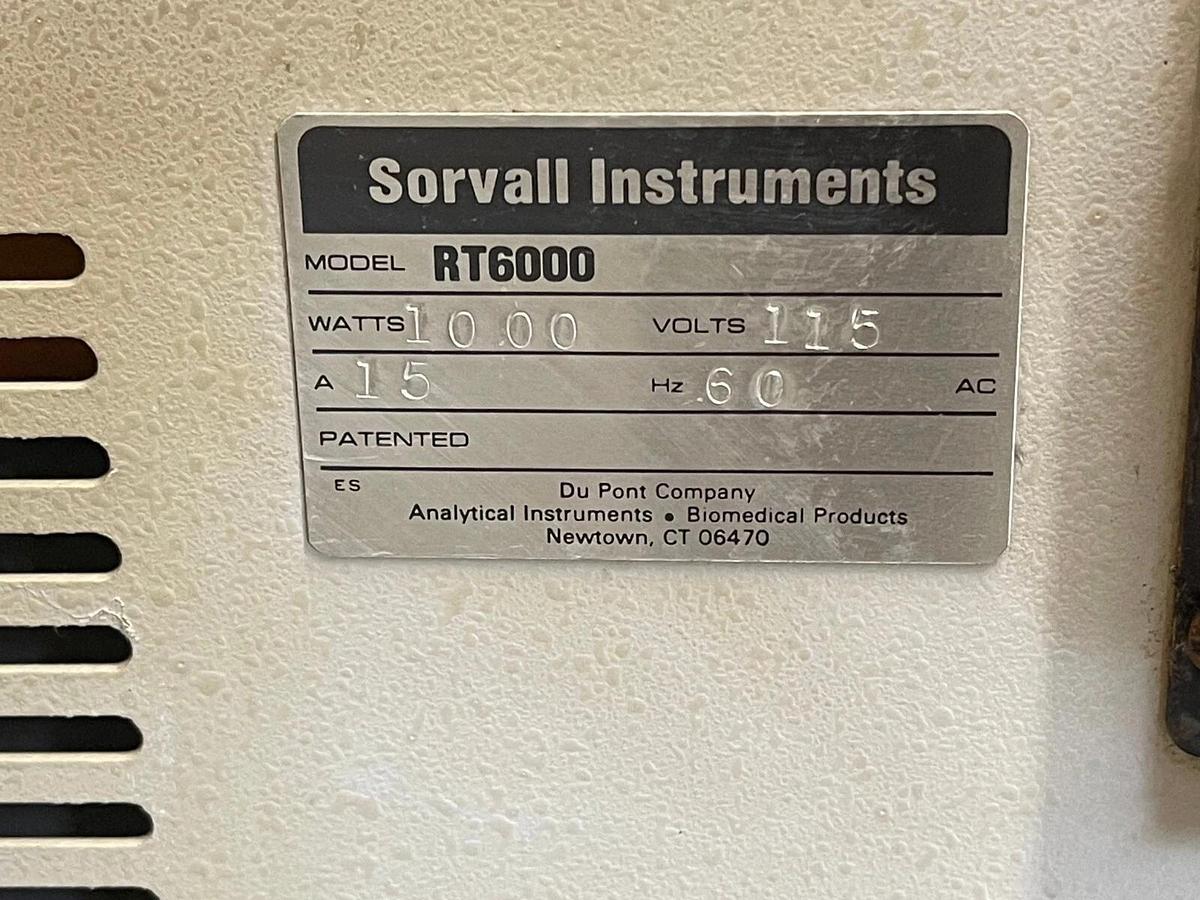 Sorvall Instruments
MODEL RT6000
WATTS 1000 VOLTS 115
A 15 Hz 60 AC
PATENTED
ES
Du Pont Company
Analytical Instruments • Biomedical Products
Newtown, CT 06470